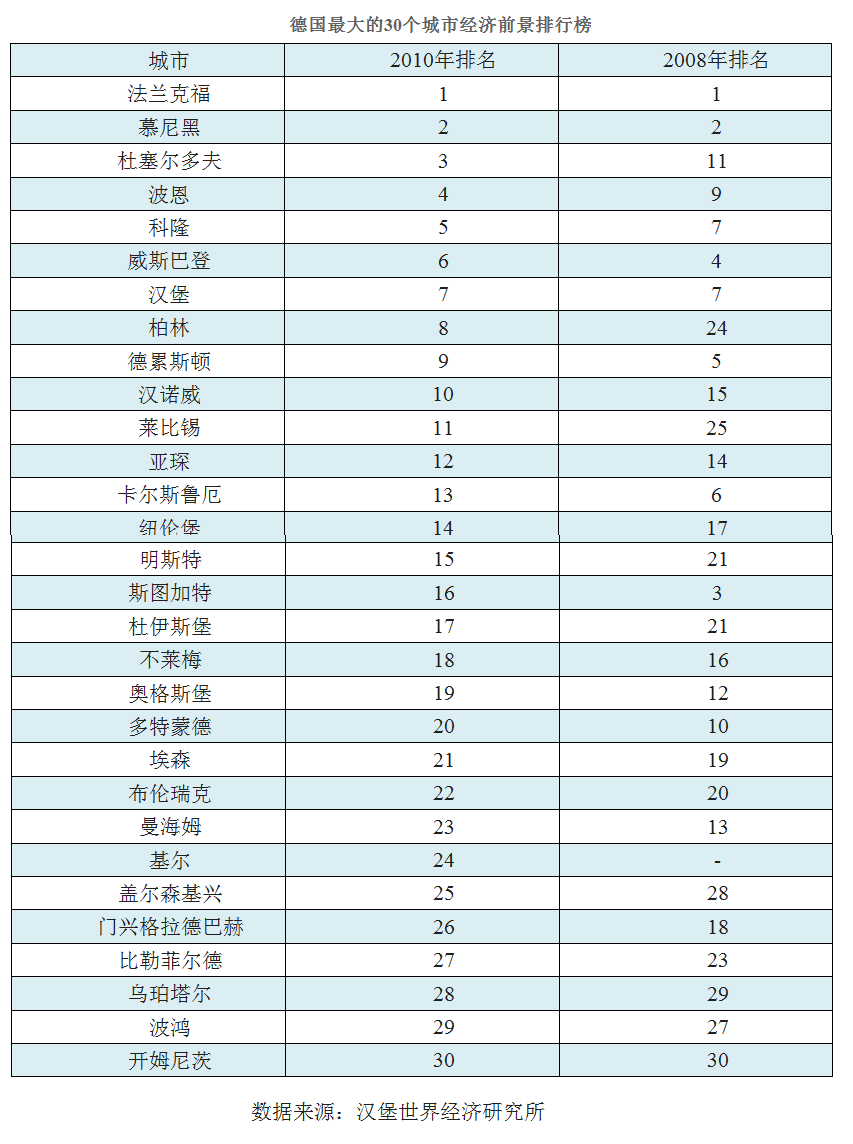 德国最大的30个城市经济前景排行榜
城市 2010年排名 2008年排名
法兰克福 1 1
慕尼黑 2 2
杜塞尔多夫 3 11
波恩 4 9
科隆 5 7
威斯巴登 6 4
汉堡 7 7
柏林 8 24
德累斯顿 9 5
汉诺威 10 15
莱比锡 11 25
亚琛 12 14
卡尔斯鲁厄 13 6
纽伦堡 14 17
明斯特 15 21
斯图加特 16 3
杜伊斯堡 17 21
不莱梅 18 16
奥格斯堡 19 12
多特蒙德 20 10
埃森 21 19
布伦瑞克 22 20
曼海姆 23 13
基尔 24 -
盖尔森基兴 25 28
门兴格拉德巴赫 26 18
比勒菲尔德 27 23
乌珀塔尔 28 29
波鸿 29 27
开姆尼茨 30 30
数据来源：汉堡世界经济研究所